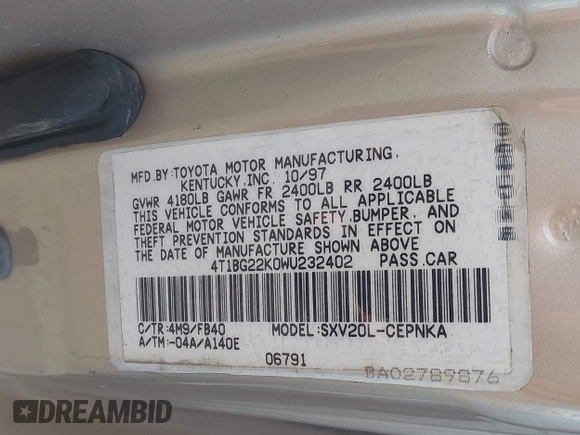 MFD.BY:TOYOTA MOTOR MANUFACTURING,
KENTUCKY,INC. 10/97
GVWR 4180LB GAWR FR 2400LB RR 2400LB
THIS VEHICLE CONFORMS TO ALL APPLICABLE
FEDERAL MOTOR VEHICLE SAFETY,BUMPER, AND
THEFT PREVENTION STANDARDS IN EFFECT ON
THE DATE OF MANUFACTURE SHOWN ABOVE
4T1BG22K0WU232402 PASS.CAR
C/TR:4M9/FB40 MODEL:SXV20L-CEPNKA
A/TM:-04A/A140E
06791
BA02789876
DREAMBID